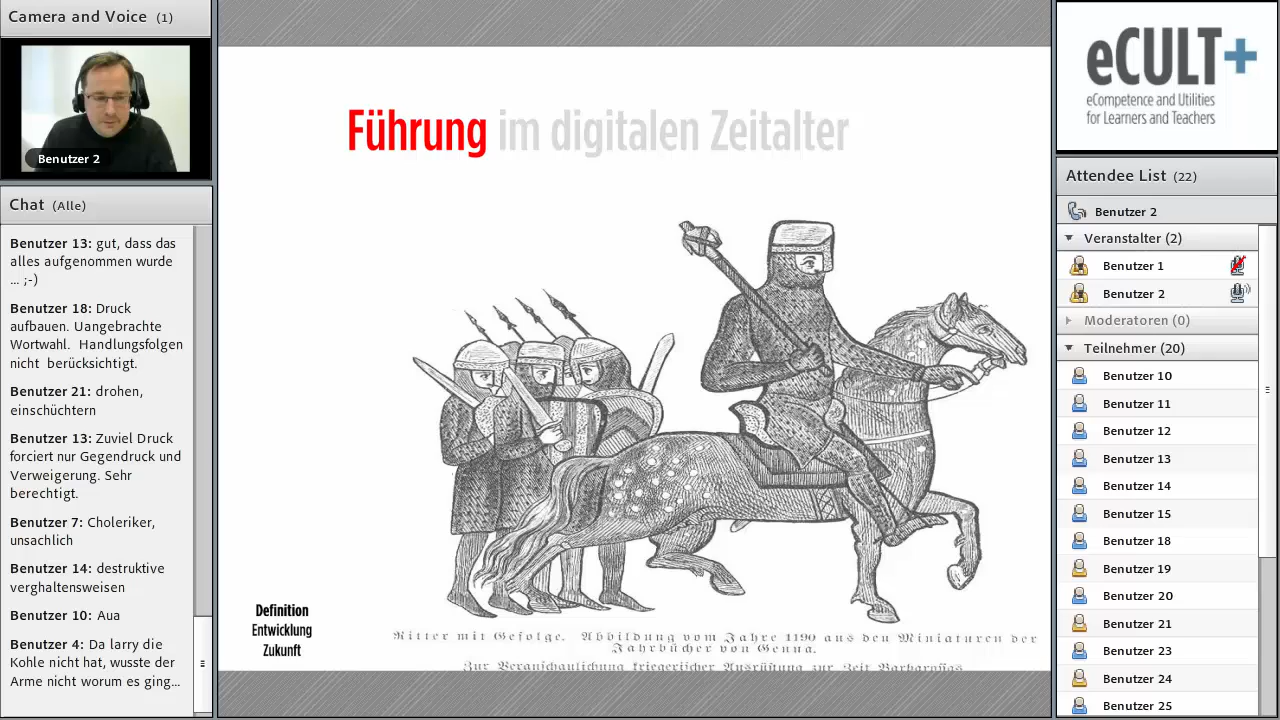 Camera and Voice (1)
Benutzer 2
Chat (Alle)
Benutzer 13: gut, dass das
alles aufgenommen wurde
... ;-)
Benutzer 18: Druck
aufbauen. Uangebrachte
Wortwahl. Handlungsfolgen
nicht berücksichtigt.
Benutzer 21: drohen,
einschüchtern
Benutzer 13: Zuviel Druck
forciert nur Gegendruck und
Verweigerung. Sehr
berechtigt.
Benutzer 7: Choleriker,
unsachlich
Benutzer 14: destruktive
verghaltensweisen
Benutzer 10: Aua
Benutzer 4: Da larry die
Kohle nicht hat, wusste der
Arme nicht worum es ging...
Führung im digitalen Zeitalter
Definition
Entwicklung
Zukunft
Ritter mit Gefolge. Abbildung vom Jahre 1190 aus den Miniaturen der
Jahrbücher von Genua.
Zur Veranschaulichung kriegerischer Ausrüstung zur Zeit Barbarossas
eCULT+
eCompetence and Utilities
for Learners and Teachers
Attendee List (22)
Benutzer 2
Veranstalter (2)
Benutzer 1
Benutzer 2
Moderatoren (0)
Teilnehmer (20)
Benutzer 10
Benutzer 11
Benutzer 12
Benutzer 13
Benutzer 14
Benutzer 15
Benutzer 18
Benutzer 19
Benutzer 20
Benutzer 21
Benutzer 23
Benutzer 24
Benutzer 25